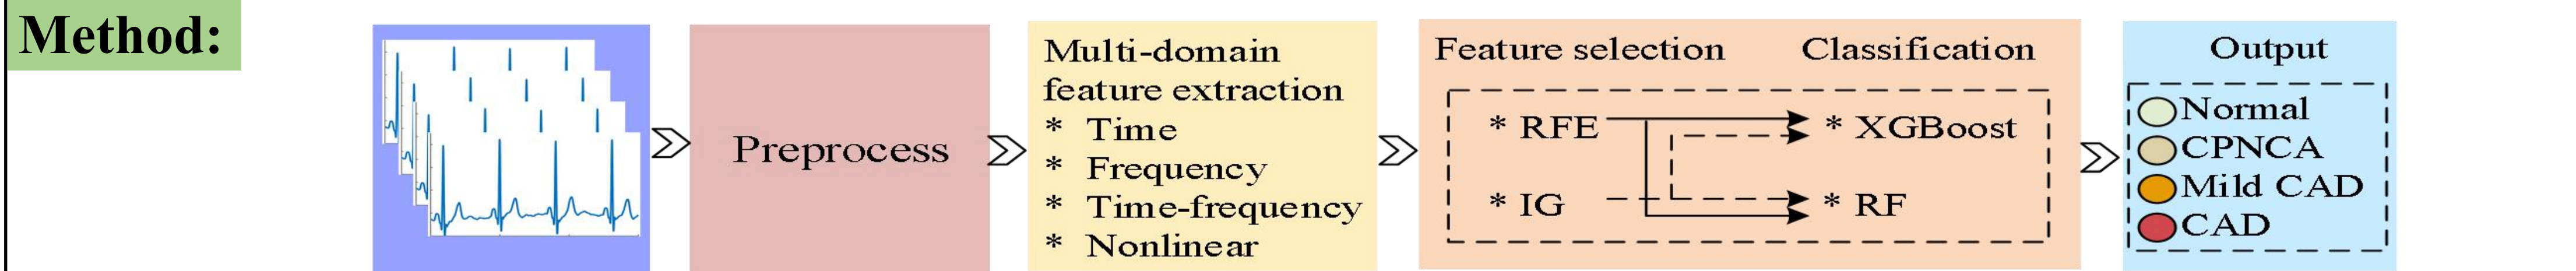 Method:
Preprocess
Multi-domain
feature extraction
* Time
* Frequency
* Time-frequency
* Nonlinear
Feature selection
Classification
* RFE
* XGBoost
* IG
* RF
Output
Normal
CPNCA
Mild CAD
CAD